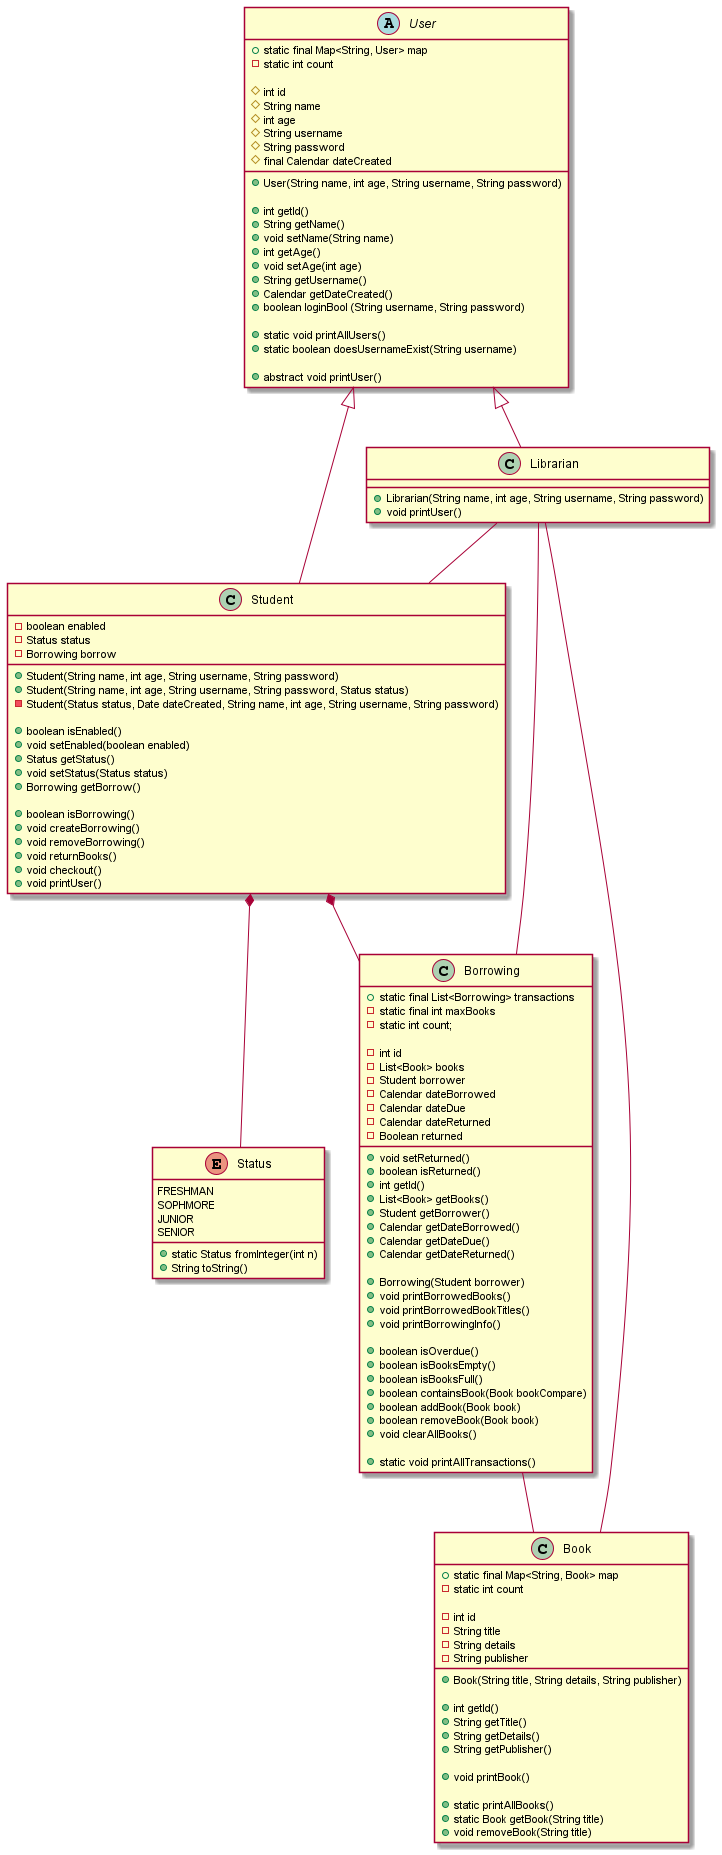 A User
static final Map<String, User> map
static int count
int id
String name
int age
String username
String password
final Calendar dateCreated
User(String name, int age, String username, String password)
int getId()
String getName()
void setName(String name)
int getAge()
void setAge(int age)
String getUsername()
Calendar getDateCreated()
boolean loginBool (String username, String password)
static void printAllUsers()
static boolean doesUsernameExist(String username)
abstract void printUser()
C Librarian
Librarian(String name, int age, String username, String password)
void printUser()
C Student
boolean enabled
Status status
Borrowing borrow
Student(String name, int age, String username, String password)
Student(String name, int age, String username, String password, Status status)
Student(Status status, Date dateCreated, String name, int age, String username, String password)
boolean isEnabled()
void setEnabled(boolean enabled)
Status getStatus()
void setStatus(Status status)
Borrowing getBorrow()
boolean isBorrowing()
void createBorrowing()
void removeBorrowing()
void returnBooks()
void checkout()
void printUser()
C Borrowing
static final List<Borrowing> transactions
static final int maxBooks
static int count;
int id
List<Book> books
Student borrower
Calendar dateBorrowed
Calendar dateDue
Calendar dateReturned
Boolean returned
void setReturned()
boolean isReturned()
int getId()
List<Book> getBooks()
Student getBorrower()
Calendar getDateBorrowed()
Calendar getDateDue()
Calendar getDateReturned()
Borrowing(Student borrower)
void printBorrowedBooks()
void printBorrowedBookTitles()
void printBorrowingInfo()
boolean isOverdue()
boolean isBooksEmpty()
boolean isBooksFull()
boolean containsBook(Book bookCompare)
boolean addBook(Book book)
boolean removeBook(Book book)
void clearAllBooks()
static void printAllTransactions()
E Status
FRESHMAN
SOPHMORE
JUNIOR
SENIOR
static Status fromInteger(int n)
String toString()
C Book
static final Map<String, Book> map
static int count
int id
String title
String details
String publisher
Book(String title, String details, String publisher)
int getId()
String getTitle()
String getDetails()
String getPublisher()
void printBook()
static printAllBooks()
static Book getBook(String title)
void removeBook(String title)